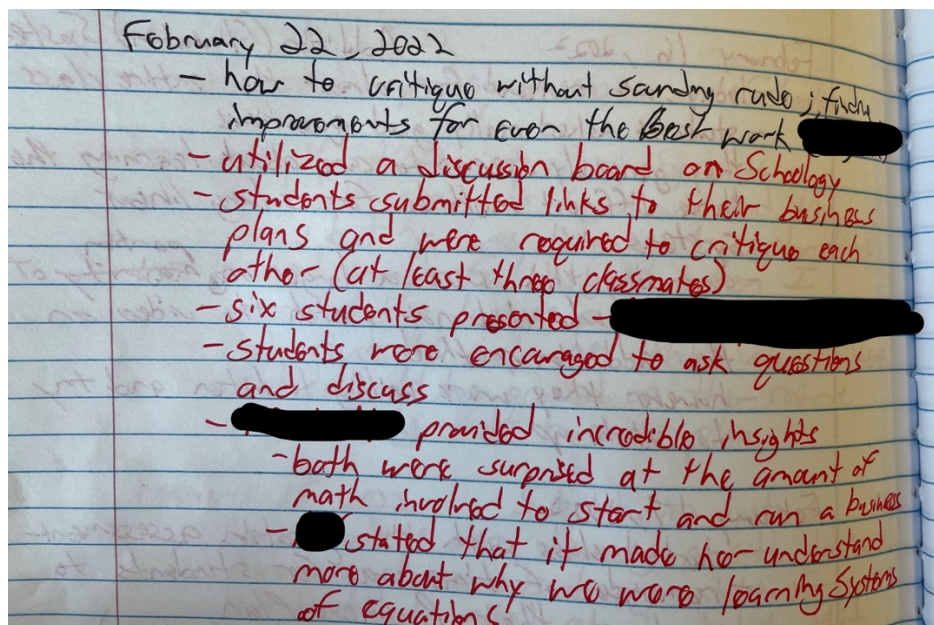 February 22, 2022
- how to critique without sounding rude; finding
improvements for even the best work
- utilized a discussion board on Schoology
- students submitted links to their business
plans and were required to critique each
other (at least three classmates)
- six students presented -
- students were encouraged to ask questions
and discuss
- provided incredible insights
- both were surprised at the amount of
math involved to start and run a business
- stated that it made her understand
more about why we were learning Systems
of equations